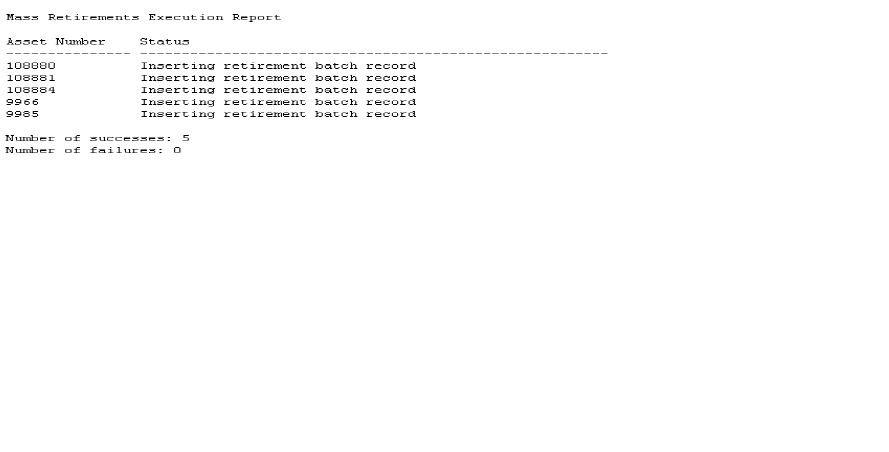 Mass Retirements Execution Report
Asset Number    Status
--------------- --------------------------------------------------------
108880          Inserting retirement batch record
108881          Inserting retirement batch record
108884          Inserting retirement batch record
9966            Inserting retirement batch record
9985            Inserting retirement batch record
Number of successes: 5
Number of failures: 0